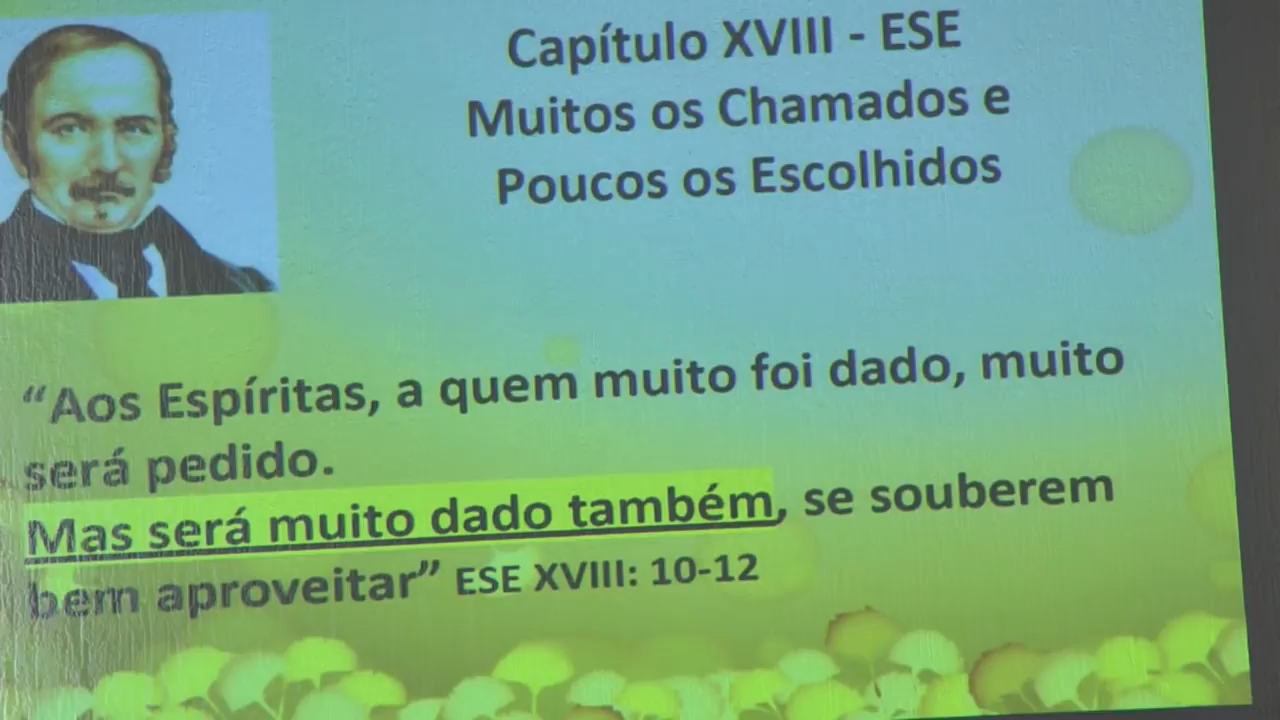 Capítulo XVIII - ESE
Muitos os Chamados e
Poucos os Escolhidos
“Aos Espíritas, a quem muito foi dado, muito
será pedido.
Mas será muito dado também, se souberem
bem aproveitar” ESE XVIII: 10-12